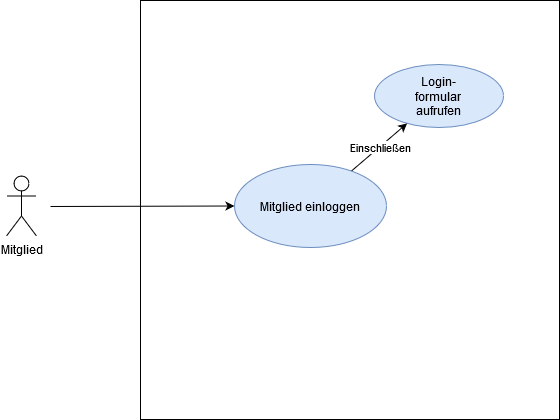 Login-
formular
aufrufen
Einschließen
Mitglied einloggen
Mitglied